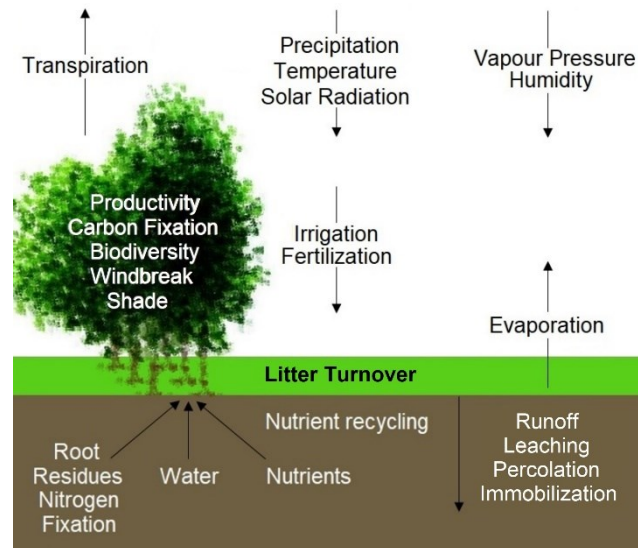 Transpiration
Precipitation
Temperature
Solar Radiation
Vapour Pressure
Humidity
Productivity
Carbon Fixation
Biodiversity
Windbreak
Shade
Irrigation
Fertilization
Evaporation
Litter Turnover
Nutrient recycling
Root
Residues
Nitrogen
Fixation
Water
Nutrients
Runoff
Leaching
Percolation
Immobilization